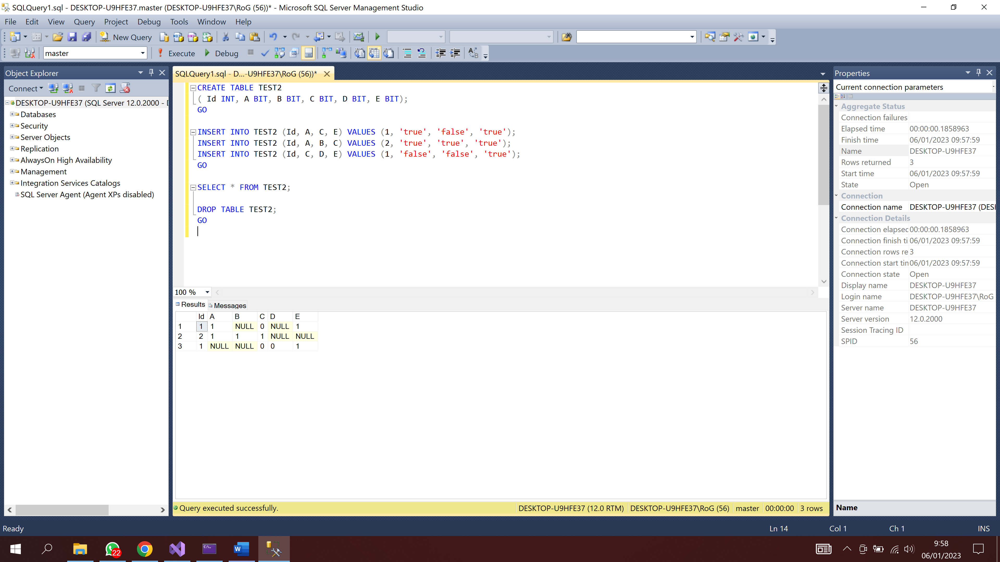 SQLQuery1.sql - DESKTOP-U9HFE37.master (DESKTOP-U9HFE37\RoG (56))* - Microsoft SQL Server Management Studio
File Edit View Query Project Debug Tools Window Help
New Query
master Execute Debug
Object Explorer
Connect
DESKTOP-U9HFE37 (SQL Server 12.0.2000 -
Databases
Security
Server Objects
Replication
AlwaysOn High Availability
Management
Integration Services Catalogs
SQL Server Agent (Agent XPs disabled)
SQLQuery1.sql - D...-U9HFE37\RoG (56))*
CREATE TABLE TEST2
( Id INT, A BIT, B BIT, C BIT, D BIT, E BIT);
GO
INSERT INTO TEST2 (Id, A, C, E) VALUES (1, 'true', 'false', 'true');
INSERT INTO TEST2 (Id, A, B, C) VALUES (2, 'true', 'true', 'true');
INSERT INTO TEST2 (Id, C, D, E) VALUES (1, 'false', 'false', 'true');
GO
SELECT * FROM TEST2;
DROP TABLE TEST2;
GO
100 %
Results Messages
Id A B C D E
1 1 1 NULL 0 NULL 1
2 2 1 1 1 NULL NULL
3 1 NULL NULL 0 0 1
Query executed successfully. DESKTOP-U9HFE37 (12.0 RTM) DESKTOP-U9HFE37\RoG (56) master 00:00:00 3 rows
Properties
Current connection parameters
Aggregate Status
Connection failures
Elapsed time 00:00:00.1858963
Finish time 06/01/2023 09:57:59
Name DESKTOP-U9HFE37
Rows returned 3
Start time 06/01/2023 09:57:59
State Open
Connection
Connection name DESKTOP-U9HFE37 (DESI
Connection Details
Connection elapsec 00:00:00.1858963
Connection finish ti 06/01/2023 09:57:59
Connection rows re 3
Connection start tin 06/01/2023 09:57:59
Connection state Open
Display name DESKTOP-U9HFE37
Login name DESKTOP-U9HFE37\RoG
Server name DESKTOP-U9HFE37
Server version 12.0.2000
Session Tracing ID
SPID 56
Name
Ready Ln 14 Col 1 Ch 1 INS
22
9:58
06/01/2023